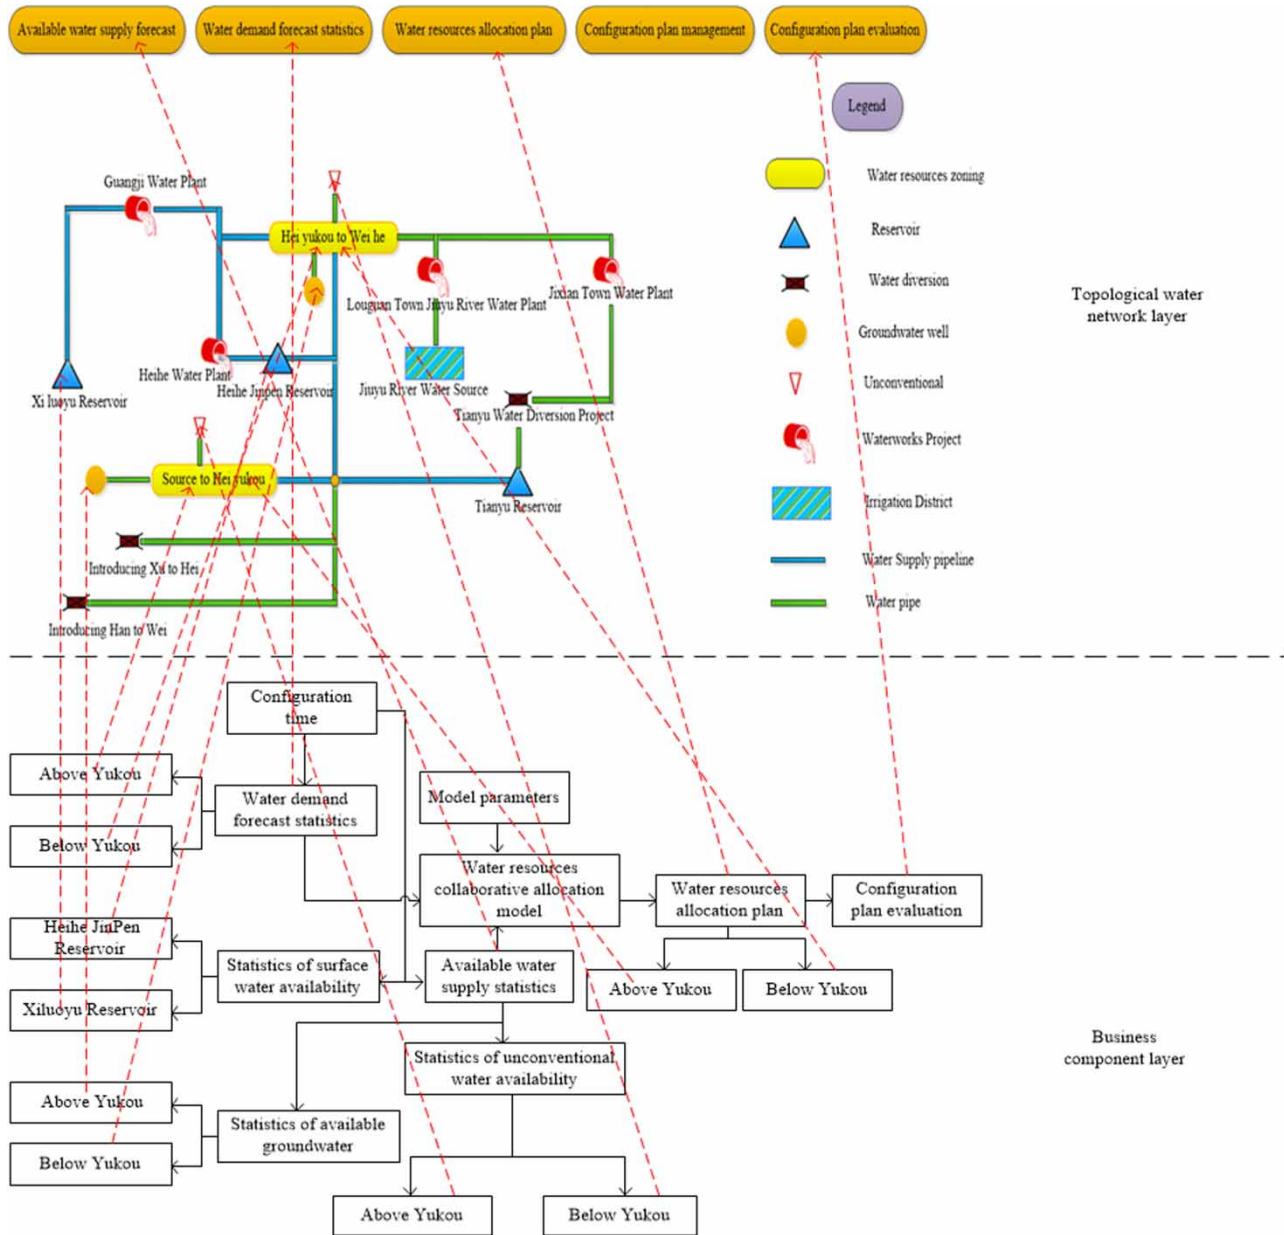 Available water supply forecast
Water demand forecast statistics
Water resources allocation plan
Configuration plan management
Configuration plan evaluation
Legend
Guangji Water Plant
Water resources zoning
Hei yukou to Wei he
Reservoir
Louguan Town Jiuyu River Water Plant
Jixian Town Water Plant
Water diversion
Topological water
network layer
Groundwater well
Heihe Water Plant
Heihe Jinpen Reservoir
Jiuyu River Water Source
Unconventional
Xi luoyu Reservoir
Tianyu Water Diversion Project
Waterworks Project
Source to Hei yukou
Tianyu Reservoir
Irrigation District
Introducing Xu to Hei
Water Supply pipeline
Introducing Han to Wei
Water pipe
Configuration
time
Above Yukou
Water demand
forecast statistics
Model parameters
Below Yukou
Water resources
collaborative allocation
model
Water resources
allocation plan
Configuration
plan evaluation
Heihe JinPen
Reservoir
Statistics of surface
water availability
Available water
supply statistics
Above Yukou
Below Yukou
Xiluoyu Reservoir
Statistics of unconventional
water availability
Business
component layer
Above Yukou
Statistics of available
groundwater
Below Yukou
Above Yukou
Below Yukou